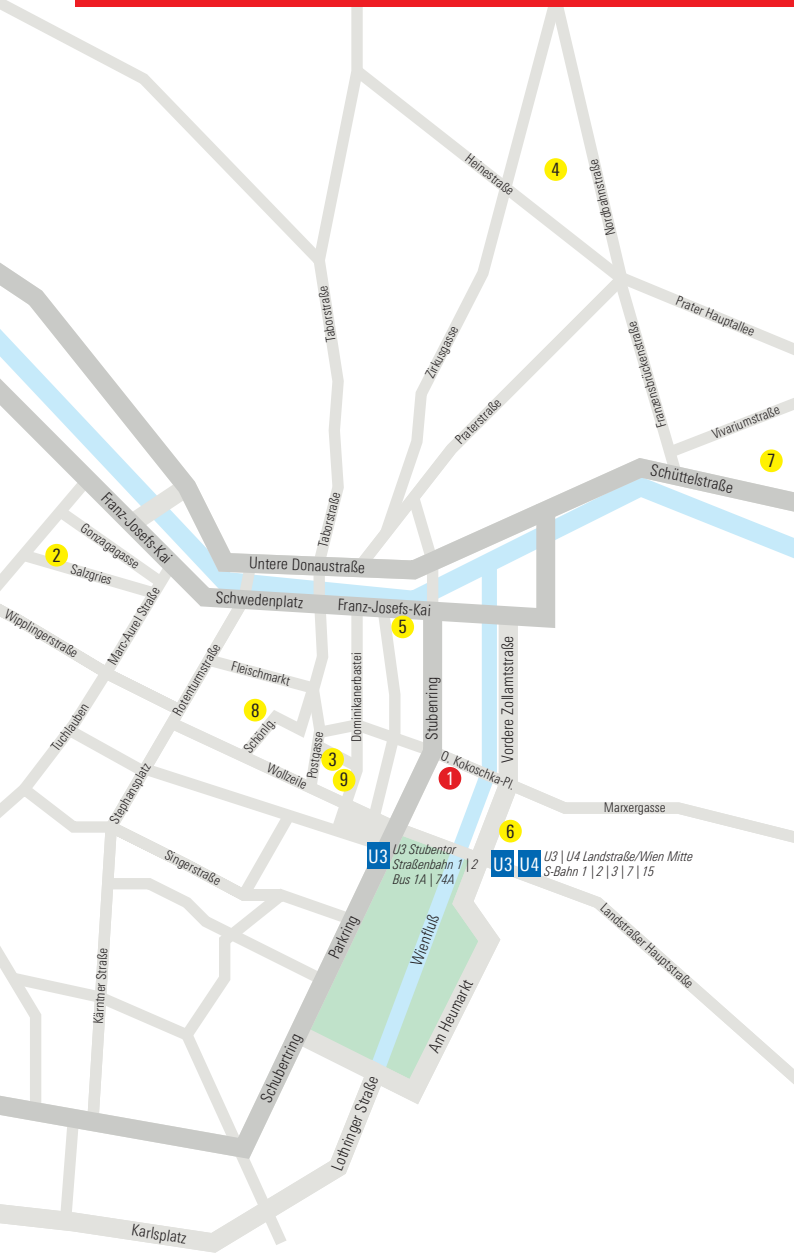 4
Heinestraße
Nordbahnstraße
Taborstraße
Prater Hauptallee
Zirkusgasse
Franzensbrückenstraße
Praterstraße
Vivariumstraße
7
Schüttelstraße
Franz-Josefs-Kai
Taborstraße
Gonzagagasse
2
Salzgries
Untere Donaustraße
Schwedenplatz
Franz-Josefs-Kai
5
Wipplingerstraße
Marc-Aurel Straße
Rotenturmstraße
Fleischmarkt
Dominikanerbastei
Stubenring
Vordere Zollamtstraße
8
Schönlg.
Tuchlauben
Postgasse
3
9
Wollzeile
O. Kokoschka-Pl.
1
Stephansplatz
Marxergasse
6
Singerstraße
U3
U3 Stubentor
Straßenbahn 1 | 2
Bus 1A | 74A
U3 U4
U3 | U4 Landstraße/Wien Mitte
S-Bahn 1 | 2 | 3 | 7 | 15
Landstraßer Hauptstraße
Parkring
Wienfluß
Kärntner Straße
Am Heumarkt
Schubertring
Lothringer Straße
Karlsplatz